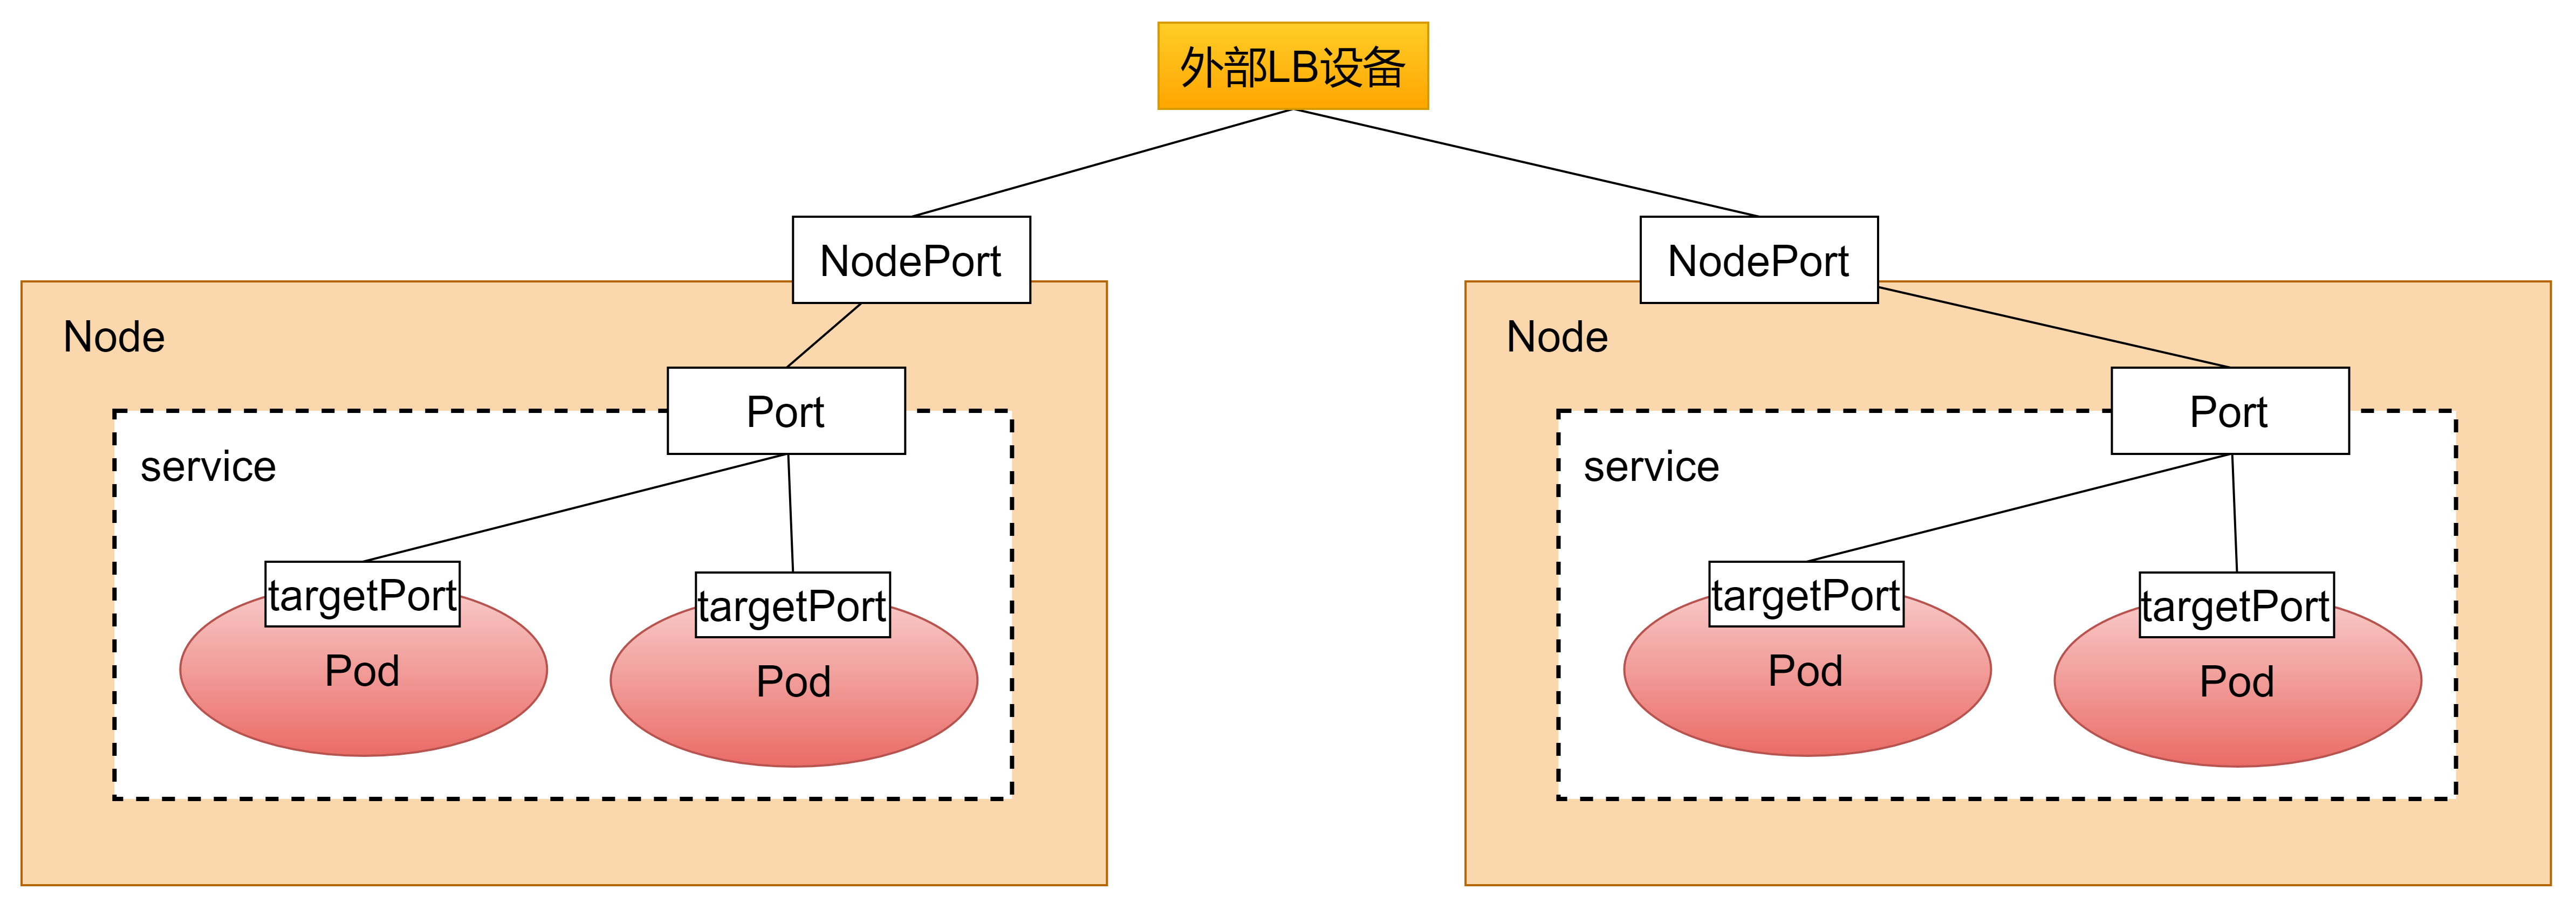 外部LB设备
NodePort
NodePort
Node
Port
service
targetPort
Pod
targetPort
Pod
Node
Port
service
targetPort
Pod
targetPort
Pod